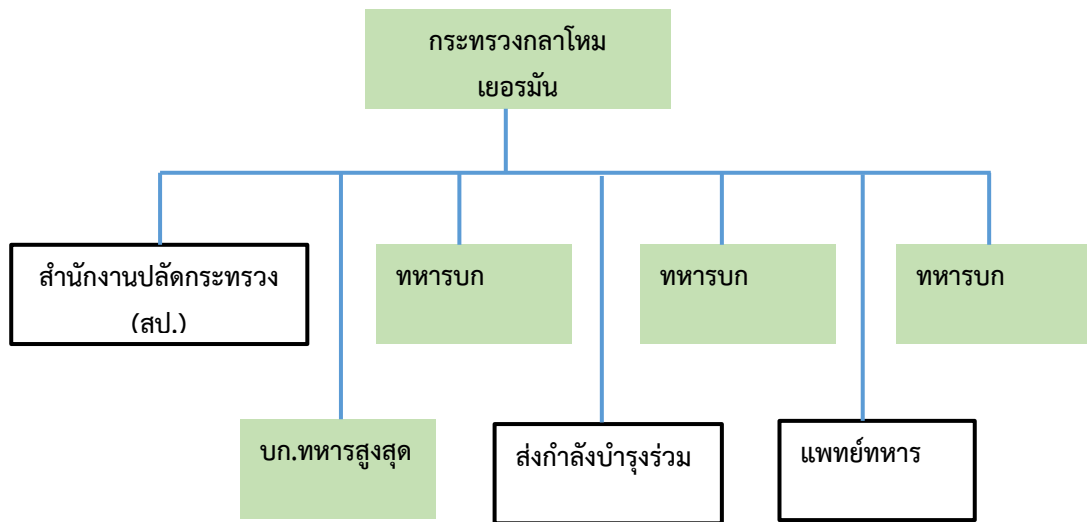 กระทรวงกลาโหม
เยอรมัน
สำนักงานปลัดกระทรวง
(สป.)
ทหารบก
ทหารบก
ทหารบก
บก.ทหารสูงสุด
ส่งกำลังบำรุงร่วม
แพทย์ทหาร